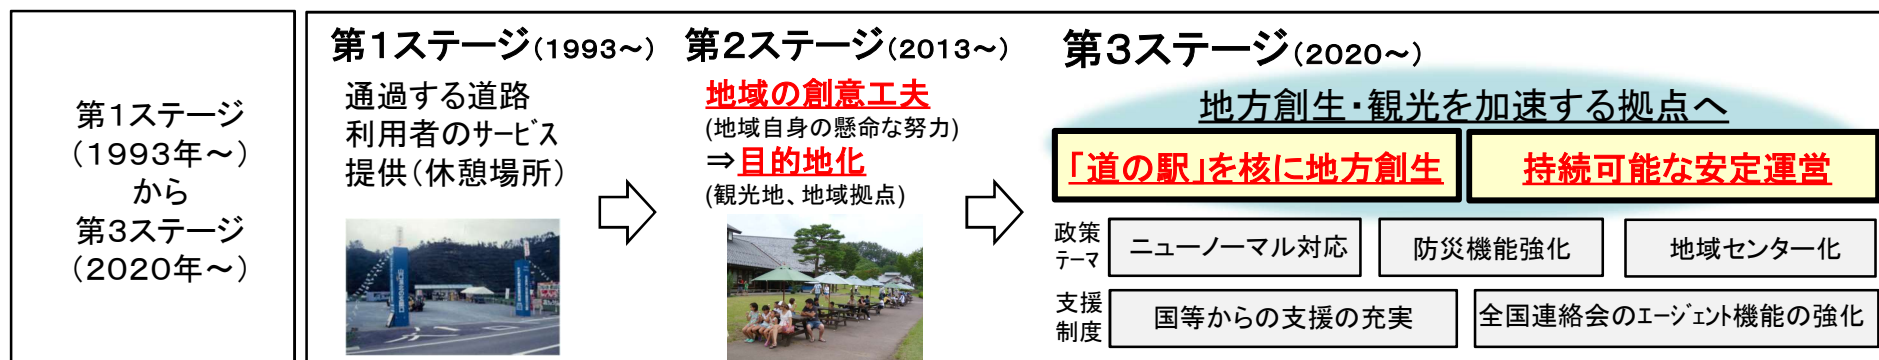 第1ステージ
（1993年～）
から
第3ステージ
（2020年～）
第1ステージ(1993～)
通過する道路
利用者のサービス
提供（休憩場所）
第2ステージ(2013～)
地域の創意工夫
(地域自身の懸命な努力)
⇒目的地化
(観光地、地域拠点)
第3ステージ(2020～)
地方創生・観光を加速する拠点へ
「道の駅」を核に地方創生
持続可能な安定運営
政策
テーマ
ニューノーマル対応
防災機能強化
地域センター化
支援
制度
国等からの支援の充実
全国連絡会のエージェント機能の強化